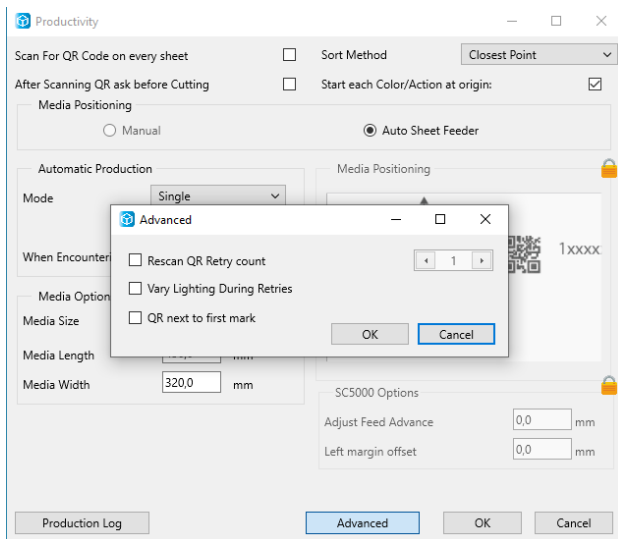 Productivity
Scan For QR Code on every sheet
Sort Method Closest Point
After Scanning QR ask before Cutting
Start each Color/Action at origin:
Media Positioning
Manual
Auto Sheet Feeder
Automatic Production
Media Positioning
Mode Single
Advanced
When
1xxxx
Rescan QR Retry count 1
Vary Lighting During Retries
QR next to first mark
OK Cancel
Media
Media Size
Media Length mm
Media Width 320,0 mm
SC5000 Options
Adjust Feed Advance 0,0 mm
Left margin offset 0,0 mm
Production Log
Advanced
OK
Cancel